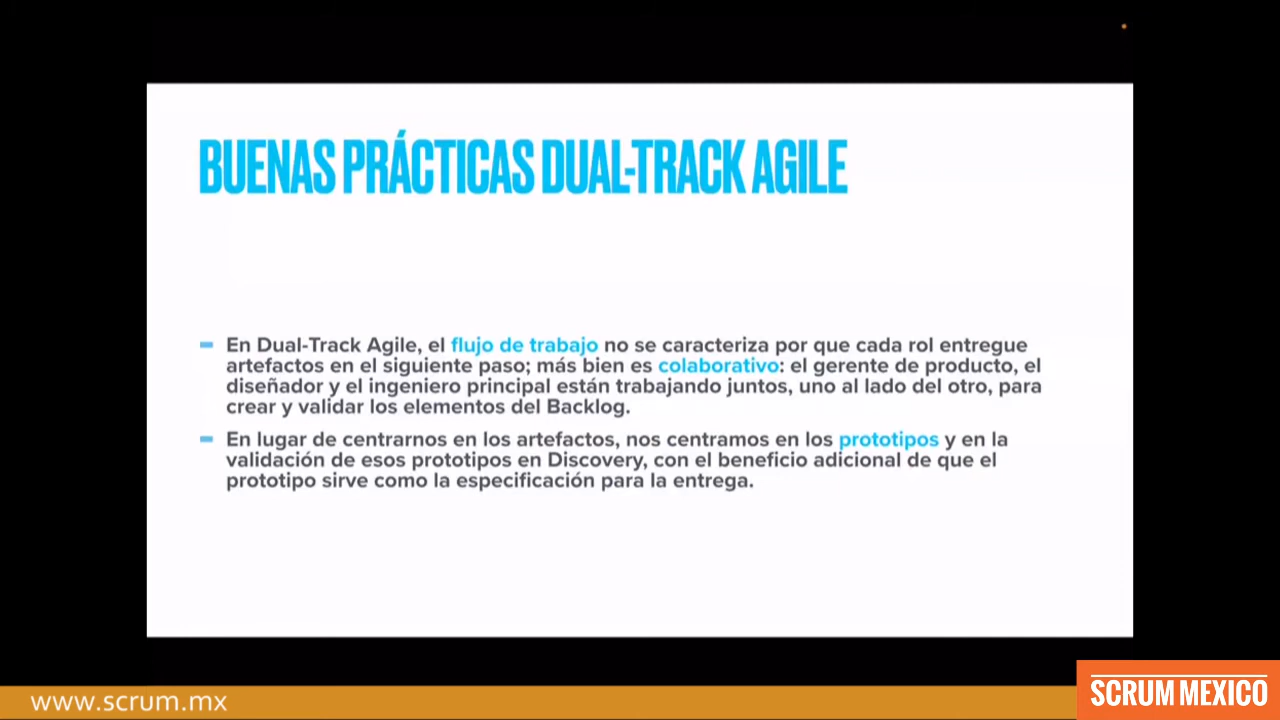 BUENAS PRÁCTICAS DUAL-TRACK AGILE
En Dual-Track Agile, el flujo de trabajo no se caracteriza por que cada rol entregue
artefactos en el siguiente paso; más bien es colaborativo: el gerente de producto, el
diseñador y el ingeniero principal están trabajando juntos, uno al lado del otro, para
crear y validar los elementos del Backlog.
En lugar de centrarnos en los artefactos, nos centramos en los prototipos y en la
validación de esos prototipos en Discovery, con el beneficio adicional de que el
prototipo sirve como la especificación para la entrega.
www.scrum.mx
SCRUM MEXICO